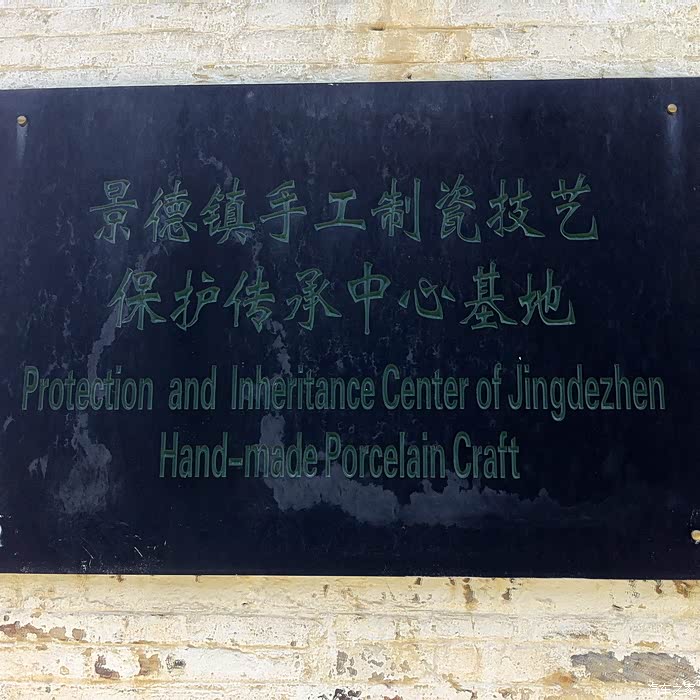 景德镇手工制瓷技艺
保护传承中心基地
Protection and Inheritance Center of Jingdezhen
Hand-made Porcelain Craft